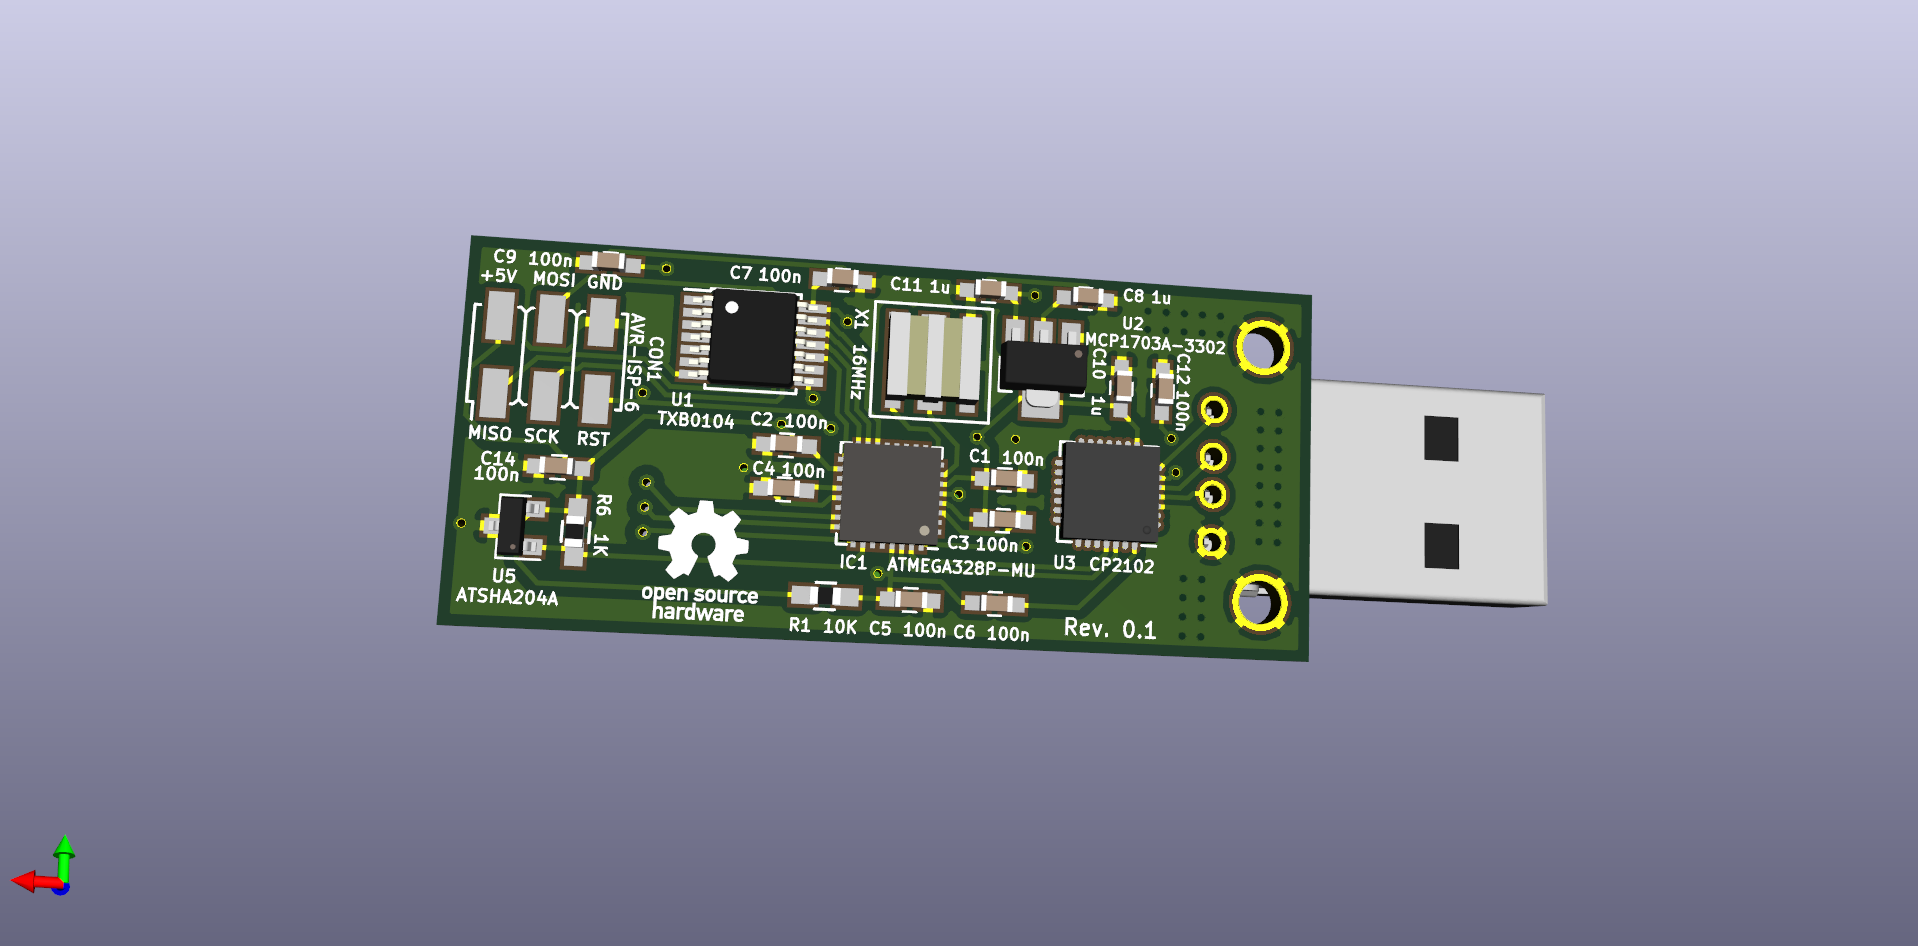 C9 100n
+5V MOSI GND
C7 100n
C11 1u
C8 1u
U2
MCP1703A-3302
AVR-ISP-6
CON1
X1 16MHz
C10 1u
C12 100n
U1
TXB0104
C2 100n
MISO SCK RST
C14
100n
C4 100n
C1 100n
R6 1K
C3 100n
IC1 ATMEGA328P-MU
U3 CP2102
U5
ATSHA204A
open source
hardware
R1 10K
C5 100n
C6 100n
Rev. 0.1